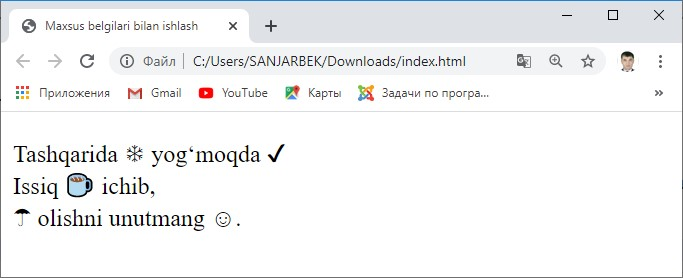 Maxsus belgilari bilan ishlash
Файл | C:/Users/SANJARBEK/Downloads/index.html
Приложения Gmail YouTube Карты Задачи по програ... »
Tashqarida ❄ yog‘moqda ✔
Issiq ☕ ichib,
☂ olishni unutmang ☺.